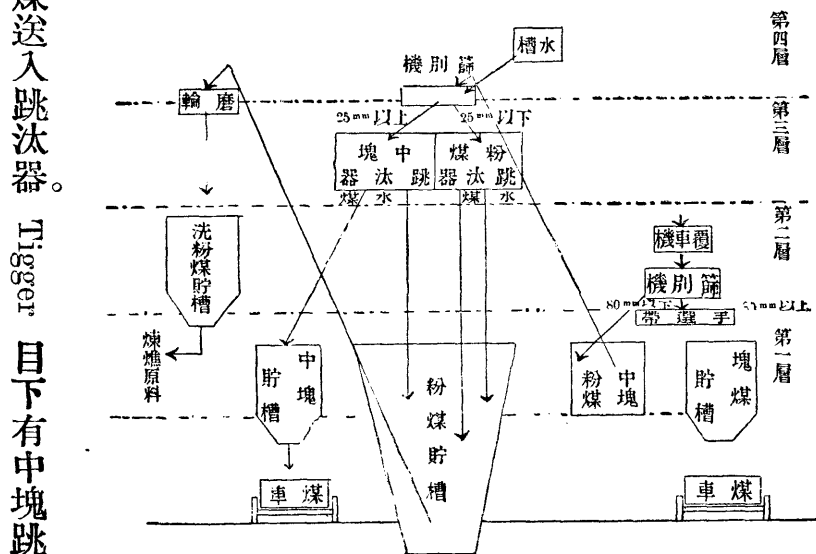 第四層
第三層
第二層
第一層
水槽
篩別機
25mm以上
25mm以下
磨輪
中塊
跳汰器
粉煤
跳汰器
水煤
水煤
覆車機
篩別機
80mm以下
mm以上
手選帶
洗粉煤貯槽
煉燋原料
中塊
貯槽
粉煤貯槽
中塊
粉煤
塊煤
貯槽
煤車
煤車
煤送入跳汰器。Tigger 目下有中塊跳